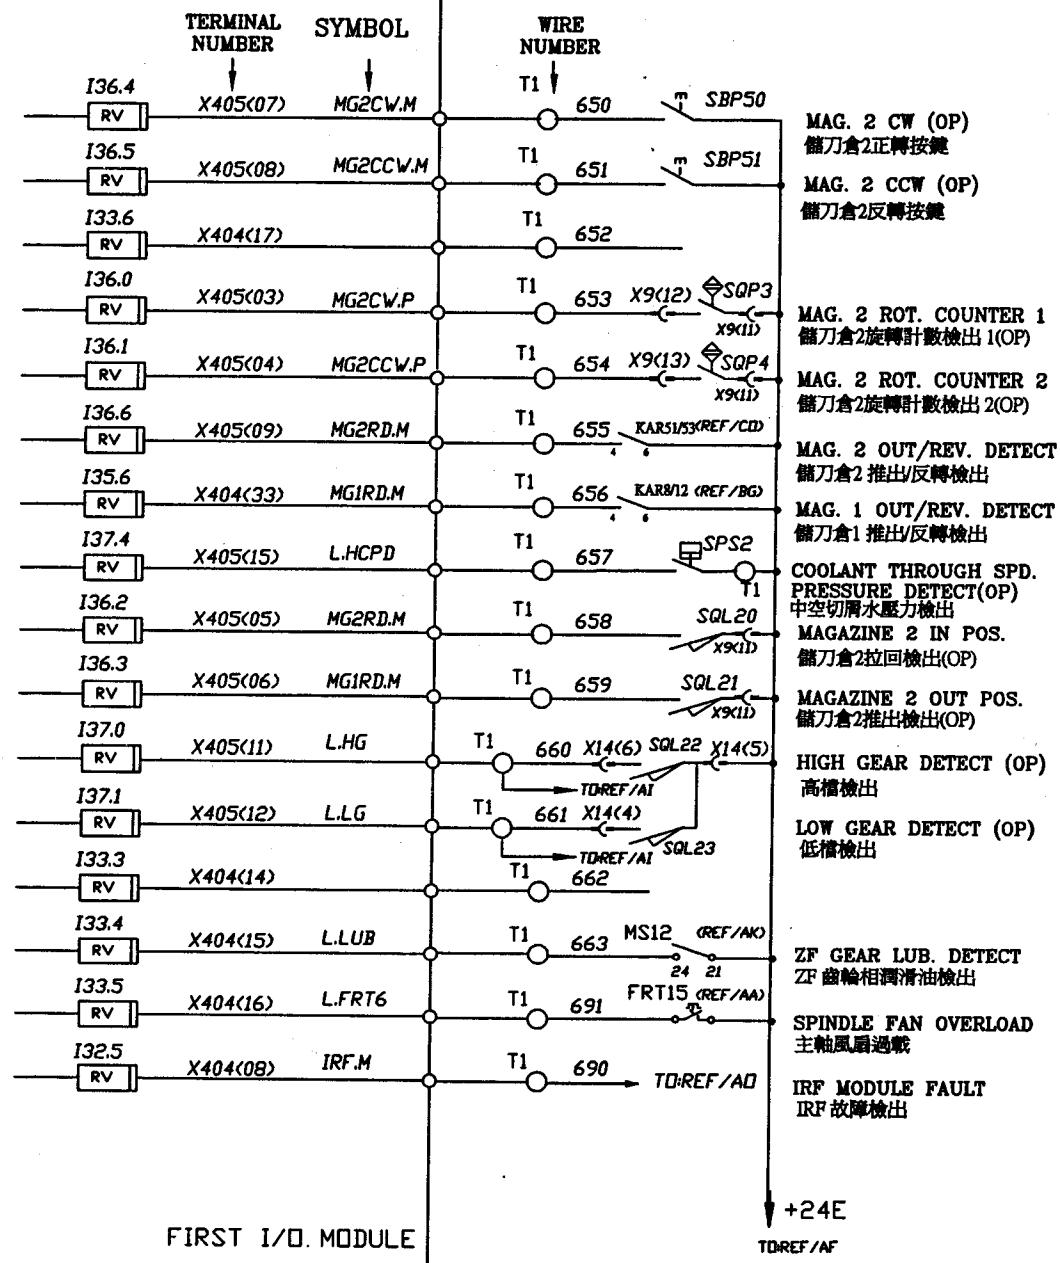 TERMINAL NUMBER SYMBOL WIRE NUMBER
I36.4 RV X405(07) MG2CW.M T1 650 SBP50 MAG. 2 CW (OP)
儲刀倉2正轉按鍵
I36.5 RV X405(08) MG2CCW.M T1 651 SBP51 MAG. 2 CCW (OP)
儲刀倉2反轉按鍵
I33.6 RV X404(17) T1 652
I36.0 RV X405(03) MG2CW.P T1 653 X9(12) SQP3 X9(11) MAG. 2 ROT. COUNTER 1
儲刀倉2旋轉計數檢出 1(OP)
I36.1 RV X405(04) MG2CCW.P T1 654 X9(13) SQP4 X9(11) MAG. 2 ROT. COUNTER 2
儲刀倉2旋轉計數檢出 2(OP)
I36.6 RV X405(09) MG2RD.M T1 655 4 6 KAR51/53(REF/CD) MAG. 2 OUT/REV. DETECT
儲刀倉2 推出/反轉檢出
I35.6 RV X404(33) MG1RD.M T1 656 4 6 KAR8/12 (REF/BG) MAG. 1 OUT/REV. DETECT
儲刀倉1 推出/反轉檢出
I37.4 RV X405(15) L.HCPD T1 657 SPS2 T1 COOLANT THROUGH SPD.
PRESSURE DETECT(OP)
中空切屑水壓力檢出
I36.2 RV X405(05) MG2RD.M T1 658 SQL20 X9(11) MAGAZINE 2 IN POS.
儲刀倉2拉回檢出(OP)
I36.3 RV X405(06) MG1RD.M T1 659 SQL21 X9(11) MAGAZINE 2 OUT POS.
儲刀倉2推出檢出(OP)
I37.0 RV X405(11) L.HG T1 660 X14(6) SQL22 X14(5) HIGH GEAR DETECT (OP)
TO:REF/AI 高檔檢出
I37.1 RV X405(12) L.LG T1 661 X14(4) SQL23 LOW GEAR DETECT (OP)
TO:REF/AI 低檔檢出
I33.3 RV X404(14) T1 662
I33.4 RV X404(15) L.LUB T1 663 MS12 (REF/AK) 24 21 ZF GEAR LUB. DETECT
ZF 齒輪相潤滑油檢出
I33.5 RV X404(16) L.FRT6 T1 691 FRT15 (REF/AA) SPINDLE FAN OVERLOAD
主軸風扇過載
I32.5 RV X404(08) IRF.M T1 690 TO:REF/AO IRF MODULE FAULT
IRF 故障檢出
+24E
FIRST I/O. MODULE TO:REF/AF